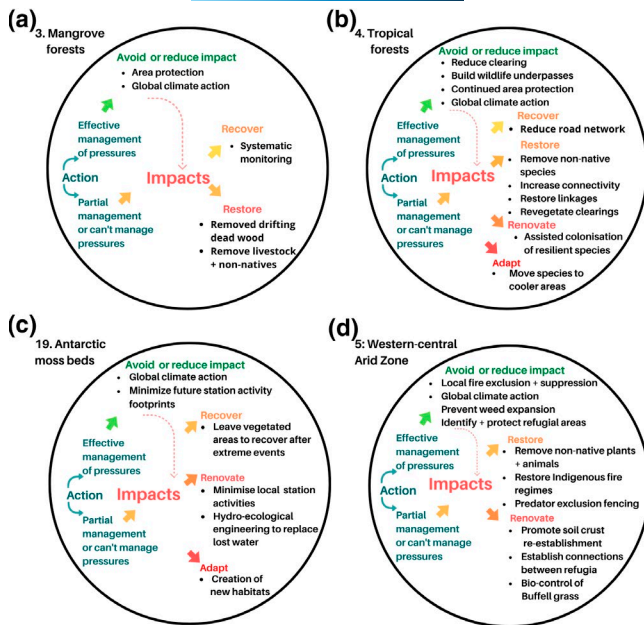 (a)
3. Mangrove
forests
Avoid or reduce impact
• Area protection
• Global climate action
Effective
management
of pressures
Action
Partial
management
or can't manage
pressures
Impacts
Recover
• Systematic
monitoring
Restore
• Removed drifting
dead wood
• Remove livestock
+ non-natives
(b)
4. Tropical
forests
Avoid or reduce impact
• Reduce clearing
• Build wildlife underpasses
• Continued area protection
• Global climate action
Effective
management
of pressures
Action
Partial
management
or can't manage
pressures
Impacts
Recover
• Reduce road network
Restore
• Remove non-native
species
• Increase connectivity
• Restore linkages
• Revegetate clearings
Renovate
• Assisted colonisation
of resilient species
Adapt
• Move species to
cooler areas
(c)
19. Antarctic
moss beds
Avoid or reduce impact
• Global climate action
• Minimize future station activity
footprints
Effective
management
of pressures
Action
Partial
management
or can't manage
pressures
Impacts
Recover
• Leave vegetated
areas to recover after
extreme events
Renovate
• Minimise local station
activities
• Hydro-ecological
engineering to replace
lost water
Adapt
• Creation of
new habitats
(d)
5: Western-central
Arid Zone
Avoid or reduce impact
• Local fire exclusion + suppression
• Global climate action
Prevent weed expansion
Identify + protect refugial areas
Effective
management
of pressures
Action
Partial
management
or can't manage
pressures
Impacts
Restore
• Remove non-native plants
+ animals
• Restore Indigenous fire
regimes
• Predator exclusion fencing
Renovate
• Promote soil crust
re-establishment
• Establish connections
between refugia
• Bio-control of
Buffell grass